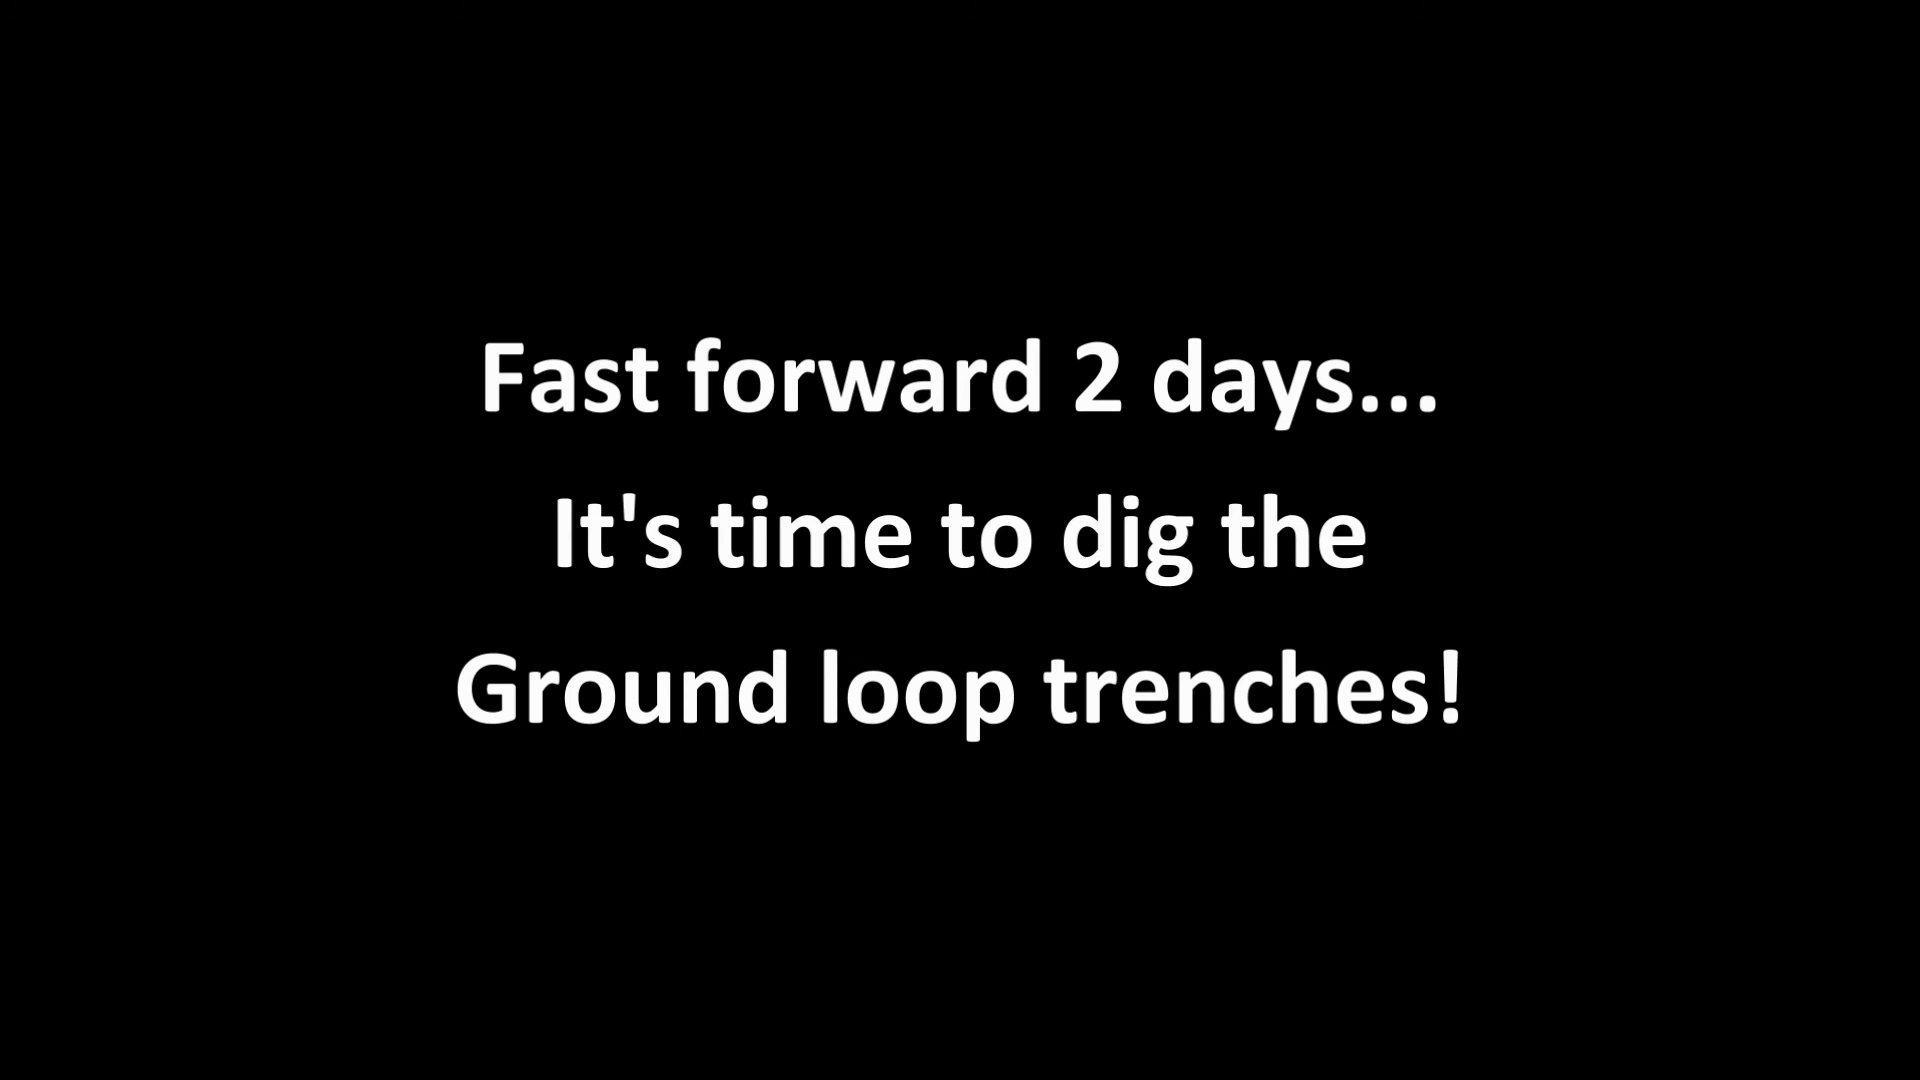 Fast forward 2 days...
It's time to dig the
Ground loop trenches!